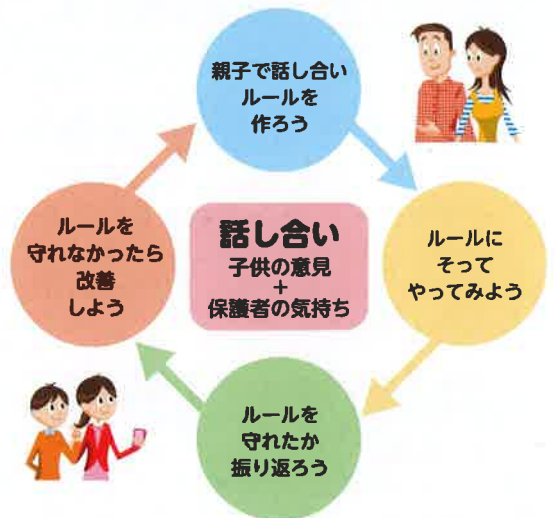 親子で話し合い
ルールを
作ろう
ルールに
そって
やってみよう
ルールを
守れたか
振り返ろう
ルールを
守れなかったら
改善
しよう
話し合い
子供の意見
+
保護者の気持ち